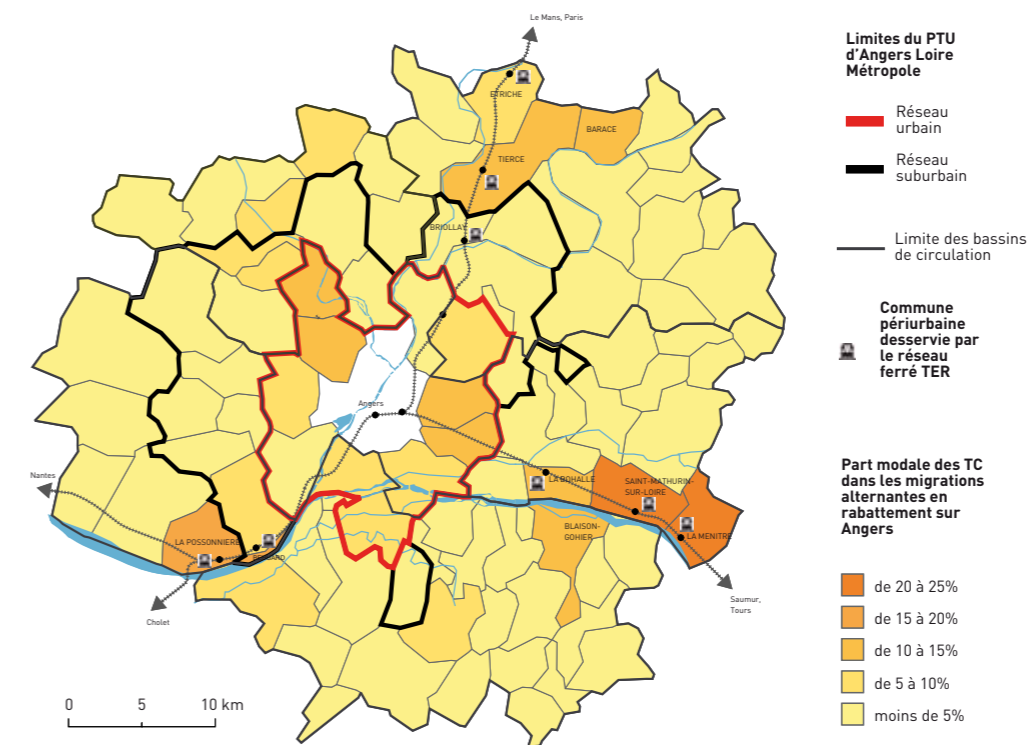 Le Mans, Paris
ETRICHE
BARACE
TIERCE
BRIOLLAY
Angers
Nantes
LA BOHALLE
SAINT-MATHURIN-
SUR-LOIRE
LA MENITRE
BLAISON-
GOHIER
LA POSSONNIERE
Cholet
Saumur,
Tours
0 5 10 km
Limites du PTU
d’Angers Loire
Métropole
Réseau
urbain
Réseau
suburbain
Limite des bassins
de circulation
Commune
périurbaine
desservie par
le réseau
ferré TER
Part modale des TC
dans les migrations
alternantes en
rabattement sur
Angers
de 20 à 25%
de 15 à 20%
de 10 à 15%
de 5 à 10%
moins de 5%